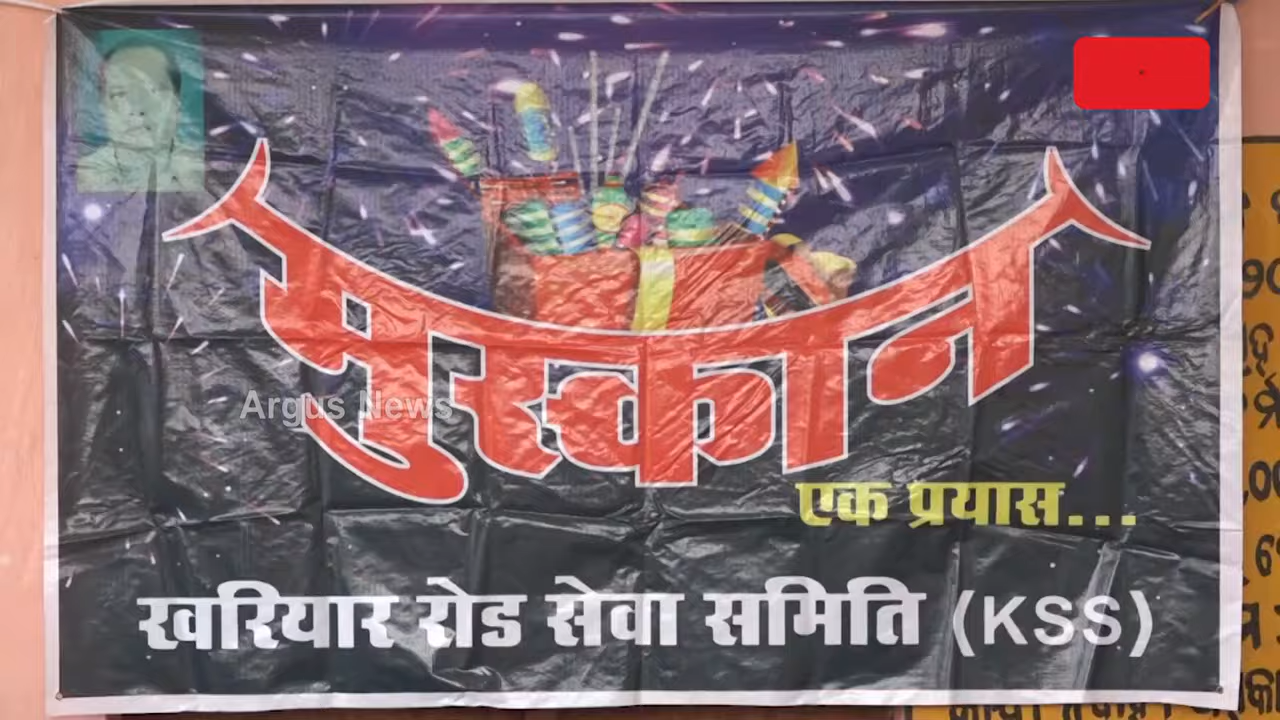 मुस्कान
Argus News
एक प्रयास...
खरियार रोड सेवा समिति (KSS)